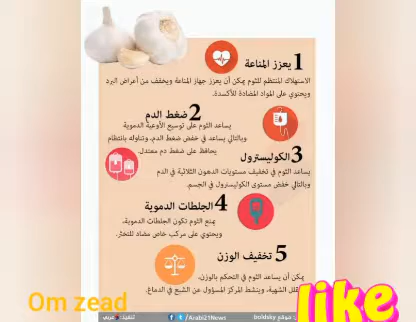 1 يعزز المناعة
الاستهلاك المنتظم للثوم يمكن أن يعزز جهاز المناعة ويخفف من أعراض البرد
ويحتوي على المواد المضادة للأكسدة.
2 ضغط الدم
يساعد الثوم على توسيع الأوعية الدموية
وبالتالي يساعد في خفض ضغط الدم، وتناوله بانتظام
يحافظ على ضغط دم معتدل.
3 الكوليسترول
يساعد الثوم في تخفيف مستويات الدهون الثلاثية في الدم
وبالتالي خفض مستوى الكوليسترول في الجسم.
4 الجلطات الدموية
يمنع الثوم تكون الجلطات الدموية،
ويحتوي على مركب خاص مضاد للتخثر.
5 تخفيف الوزن
يمكن أن يساعد الثوم في التحكم بالوزن،
يقلل الشهية، وينشط المركز المسؤول عن الشبع في الدماغ.
Om zead
like
موقع boldsky
/Arabi21News
عربي